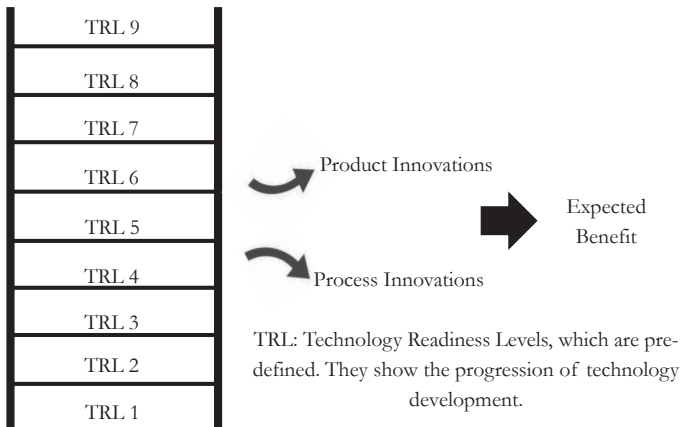 TRL 9
TRL 8
TRL 7
TRL 6
TRL 5
TRL 4
TRL 3
TRL 2
TRL 1
Product Innovations
Process Innovations
Expected
Benefit
TRL: Technology Readiness Levels, which are pre-
defined. They show the progression of technology
development.